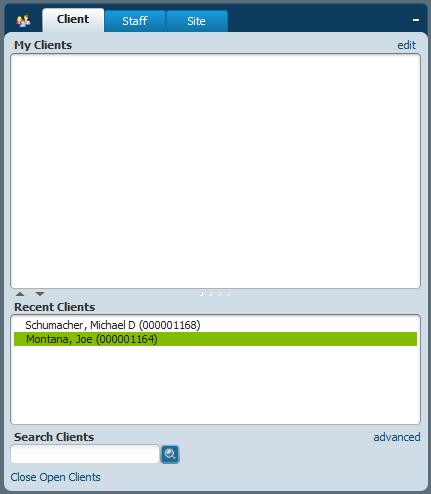 Client Staff Site
My Clients edit
Recent Clients
Schumacher, Michael D (000001168)
Montana, Joe (000001164)
Search Clients advanced
Close Open Clients